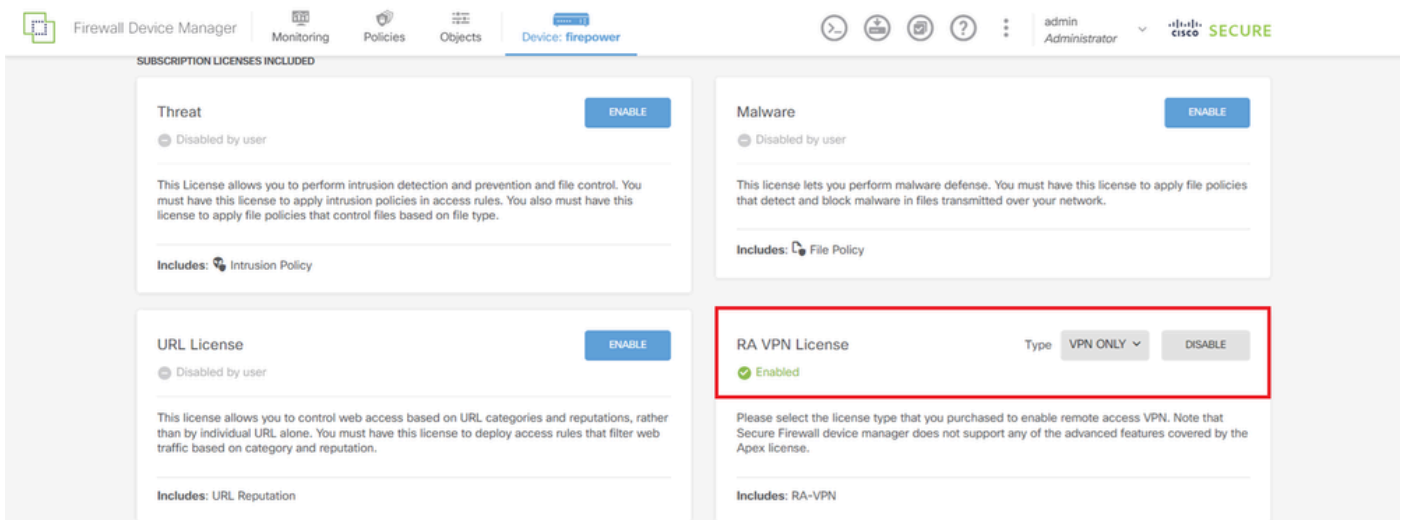 Firewall Device Manager
Monitoring
Policies
Objects
Device: firepower
>_
?
admin
Administrator
cisco SECURE
SUBSCRIPTION LICENSES INCLUDED
Threat
ENABLE
Disabled by user
This License allows you to perform intrusion detection and prevention and file control. You
must have this license to apply intrusion policies in access rules. You also must have this
license to apply file policies that control files based on file type.
Includes: Intrusion Policy
Malware
ENABLE
Disabled by user
This license lets you perform malware defense. You must have this license to apply file policies
that detect and block malware in files transmitted over your network.
Includes: File Policy
URL License
ENABLE
Disabled by user
This license allows you to control web access based on URL categories and reputations, rather
than by individual URL alone. You must have this license to deploy access rules that filter web
traffic based on category and reputation.
Includes: URL Reputation
RA VPN License
Type VPN ONLY
DISABLE
Enabled
Please select the license type that you purchased to enable remote access VPN. Note that
Secure Firewall device manager does not support any of the advanced features covered by the
Apex license.
Includes: RA-VPN